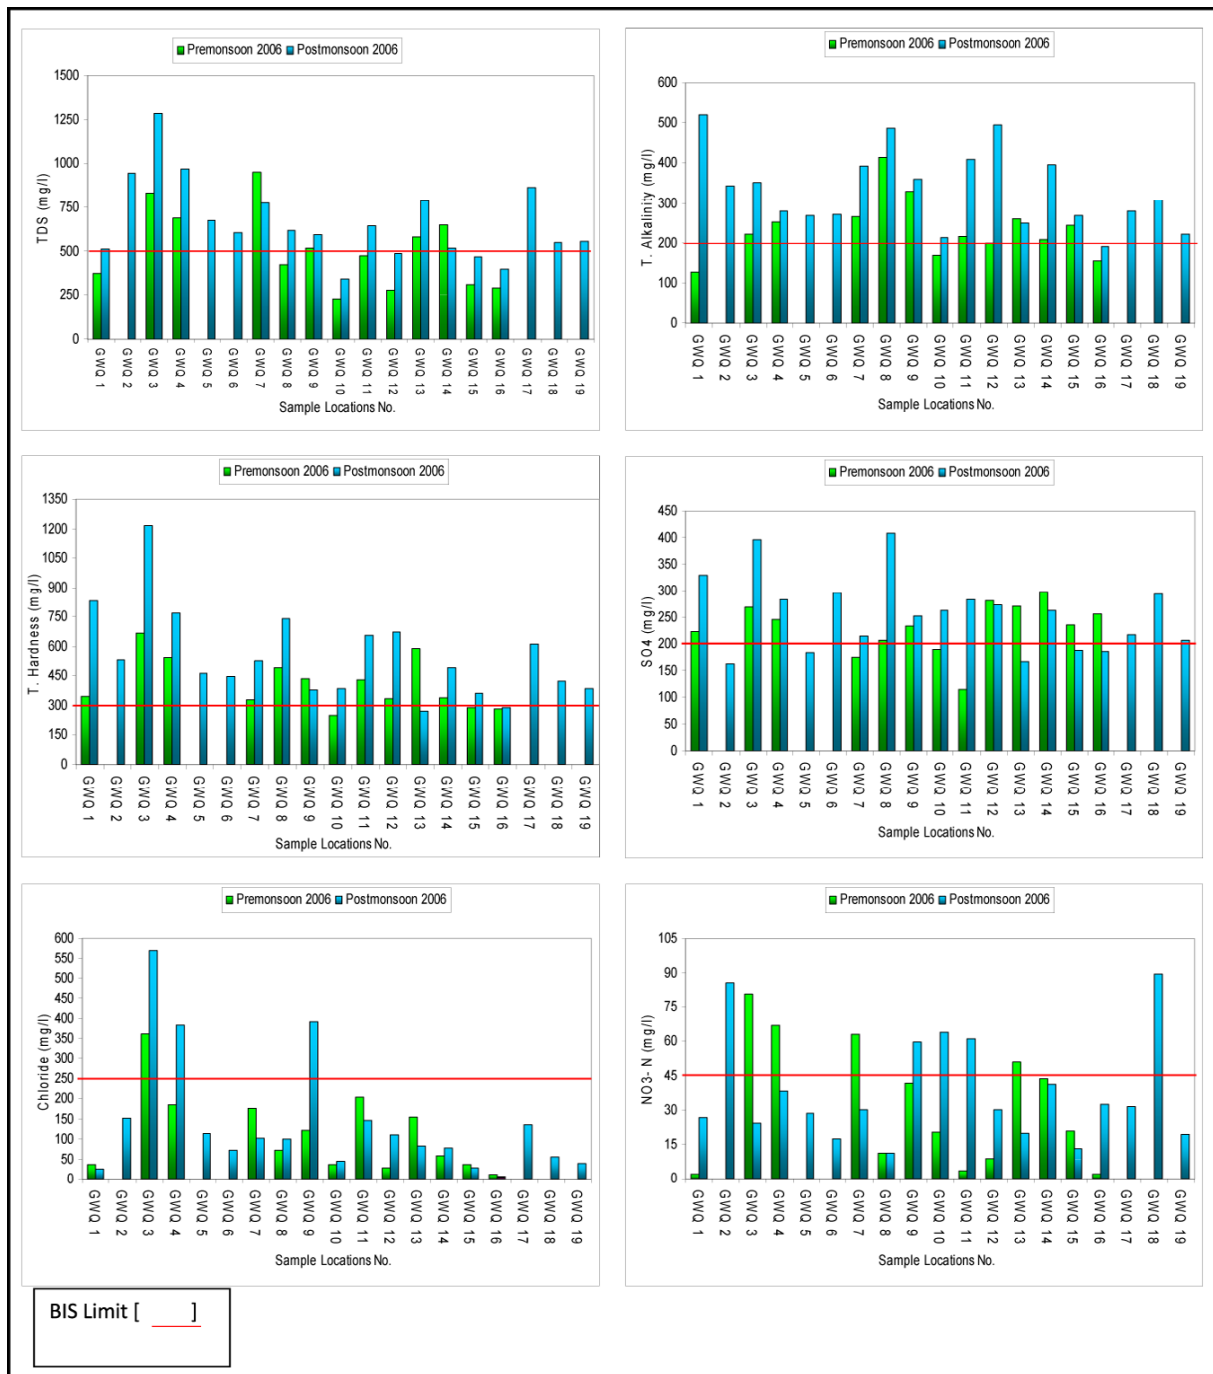 Premonsoon 2006 Postmonsoon 2006
TDS (mg/l)
1500
1250
1000
750
500
250
0
GWQ 1 GWQ 2 GWQ 3 GWQ 4 GWQ 5 GWQ 6 GWQ 7 GWQ 8 GWQ 9 GWQ 10 GWQ 11 GWQ 12 GWQ 13 GWQ 14 GWQ 15 GWQ 16 GWQ 17 GWQ 18 GWQ 19
Sample Locations No.
Premonsoon 2006 Postmonsoon 2006
T. Alkalinity (mg/l)
600
500
400
300
200
100
0
GWQ 1 GWQ 2 GWQ 3 GWQ 4 GWQ 5 GWQ 6 GWQ 7 GWQ 8 GWQ 9 GWQ 10 GWQ 11 GWQ 12 GWQ 13 GWQ 14 GWQ 15 GWQ 16 GWQ 17 GWQ 18 GWQ 19
Sample Locations No.
Premonsoon 2006 Postmonsoon 2006
T. Hardness (mg/l)
1350
1200
1050
900
750
600
450
300
150
0
GWQ 1 GWQ 2 GWQ 3 GWQ 4 GWQ 5 GWQ 6 GWQ 7 GWQ 8 GWQ 9 GWQ 10 GWQ 11 GWQ 12 GWQ 13 GWQ 14 GWQ 15 GWQ 16 GWQ 17 GWQ 18 GWQ 19
Sample Locations No.
Premonsoon 2006 Postmonsoon 2006
SO4 (mg/l)
450
400
350
300
250
200
150
100
50
0
GWQ 1 GWQ 2 GWQ 3 GWQ 4 GWQ 5 GWQ 6 GWQ 7 GWQ 8 GWQ 9 GWQ 10 GWQ 11 GWQ 12 GWQ 13 GWQ 14 GWQ 15 GWQ 16 GWQ 17 GWQ 18 GWQ 19
Sample Locations No.
Premonsoon 2006 Postmonsoon 2006
Chloride (mg/l)
600
550
500
450
400
350
300
250
200
150
100
50
0
GWQ 1 GWQ 2 GWQ 3 GWQ 4 GWQ 5 GWQ 6 GWQ 7 GWQ 8 GWQ 9 GWQ 10 GWQ 11 GWQ 12 GWQ 13 GWQ 14 GWQ 15 GWQ 16 GWQ 17 GWQ 18 GWQ 19
Sample Locations No.
Premonsoon 2006 Postmonsoon 2006
NO3- N (mg/l)
105
90
75
60
45
30
15
0
GWQ 1 GWQ 2 GWQ 3 GWQ 4 GWQ 5 GWQ 6 GWQ 7 GWQ 8 GWQ 9 GWQ 10 GWQ 11 GWQ 12 GWQ 13 GWQ 14 GWQ 15 GWQ 16 GWQ 17 GWQ 18 GWQ 19
Sample Locations No.
BIS Limit [ ]